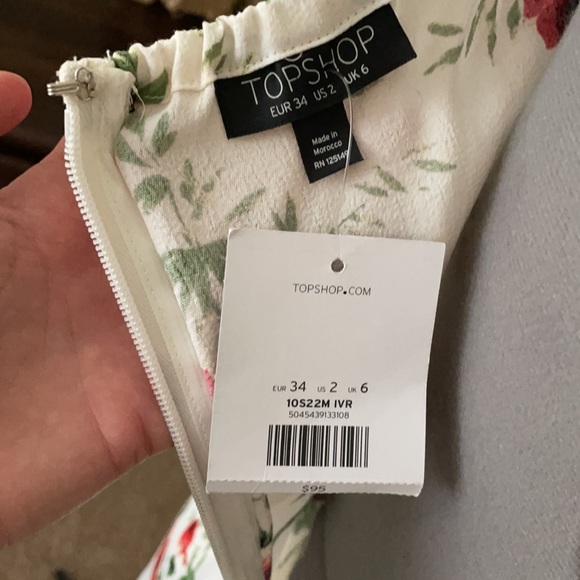 TOPSHOP
EUR 34 US 2 UK 6
Made in
Morocco
RN 125149
TOPSHOP.COM
EUR 34 US 2 UK 6
10S22M IVR
5045439133108
$95